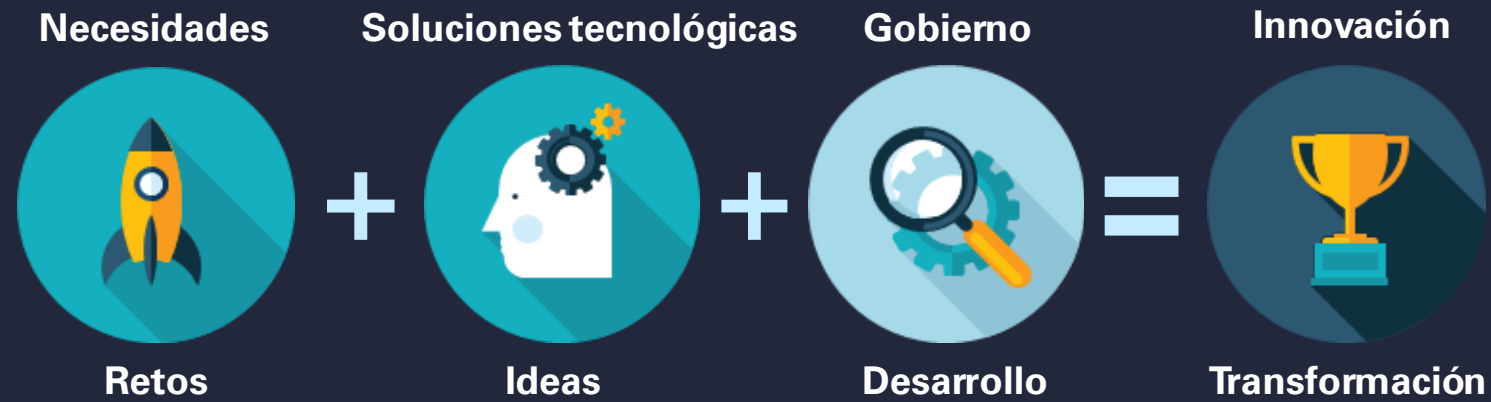 Necesidades
Soluciones tecnológicas
Gobierno
Innovación
Retos
Ideas
Desarrollo
Transformación